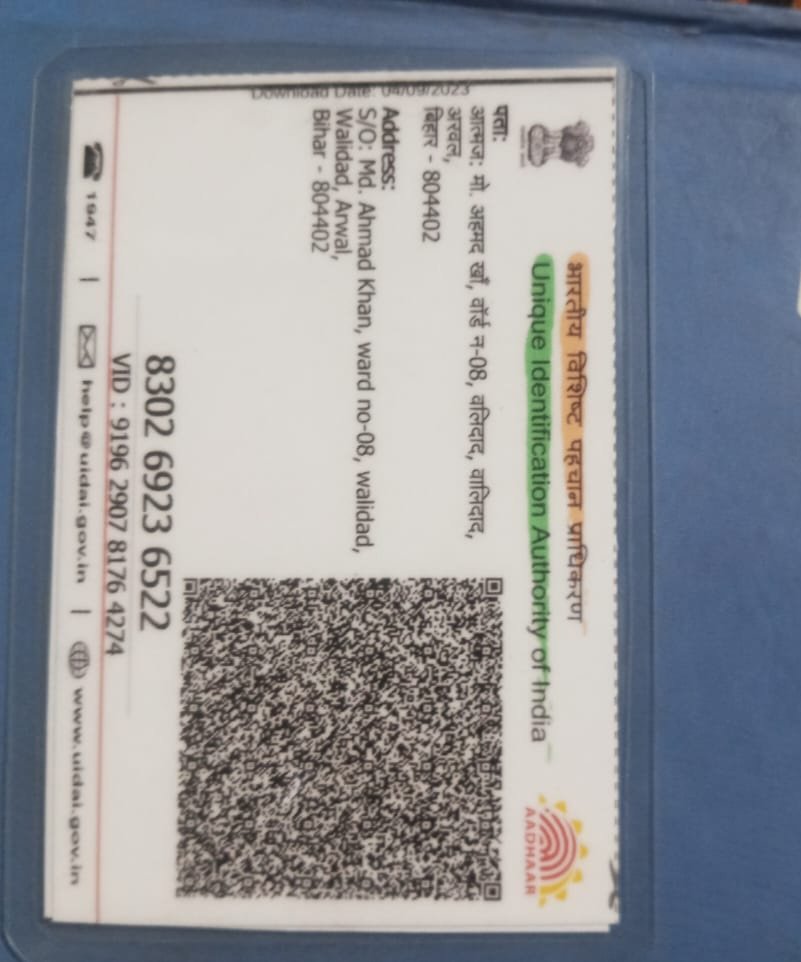 भारतीय विशिष्ट पहचान प्राधिकरण
Unique Identification Authority of India
AADHAAR
पता:
आत्मज: मो. अहमद खाँ, वॉर्ड न-08, वलिदाद, वालिदाद,
अरवल,
बिहार - 804402
Address:
S/O: Md. Ahmad Khan, ward no-08, walidad,
Walidad, Arwal,
Bihar - 804402
Download Date: 04/09/2023
8302 6923 6522
VID : 9196 2907 8176 4274
1947 | help@uidai.gov.in | www.uidai.gov.in